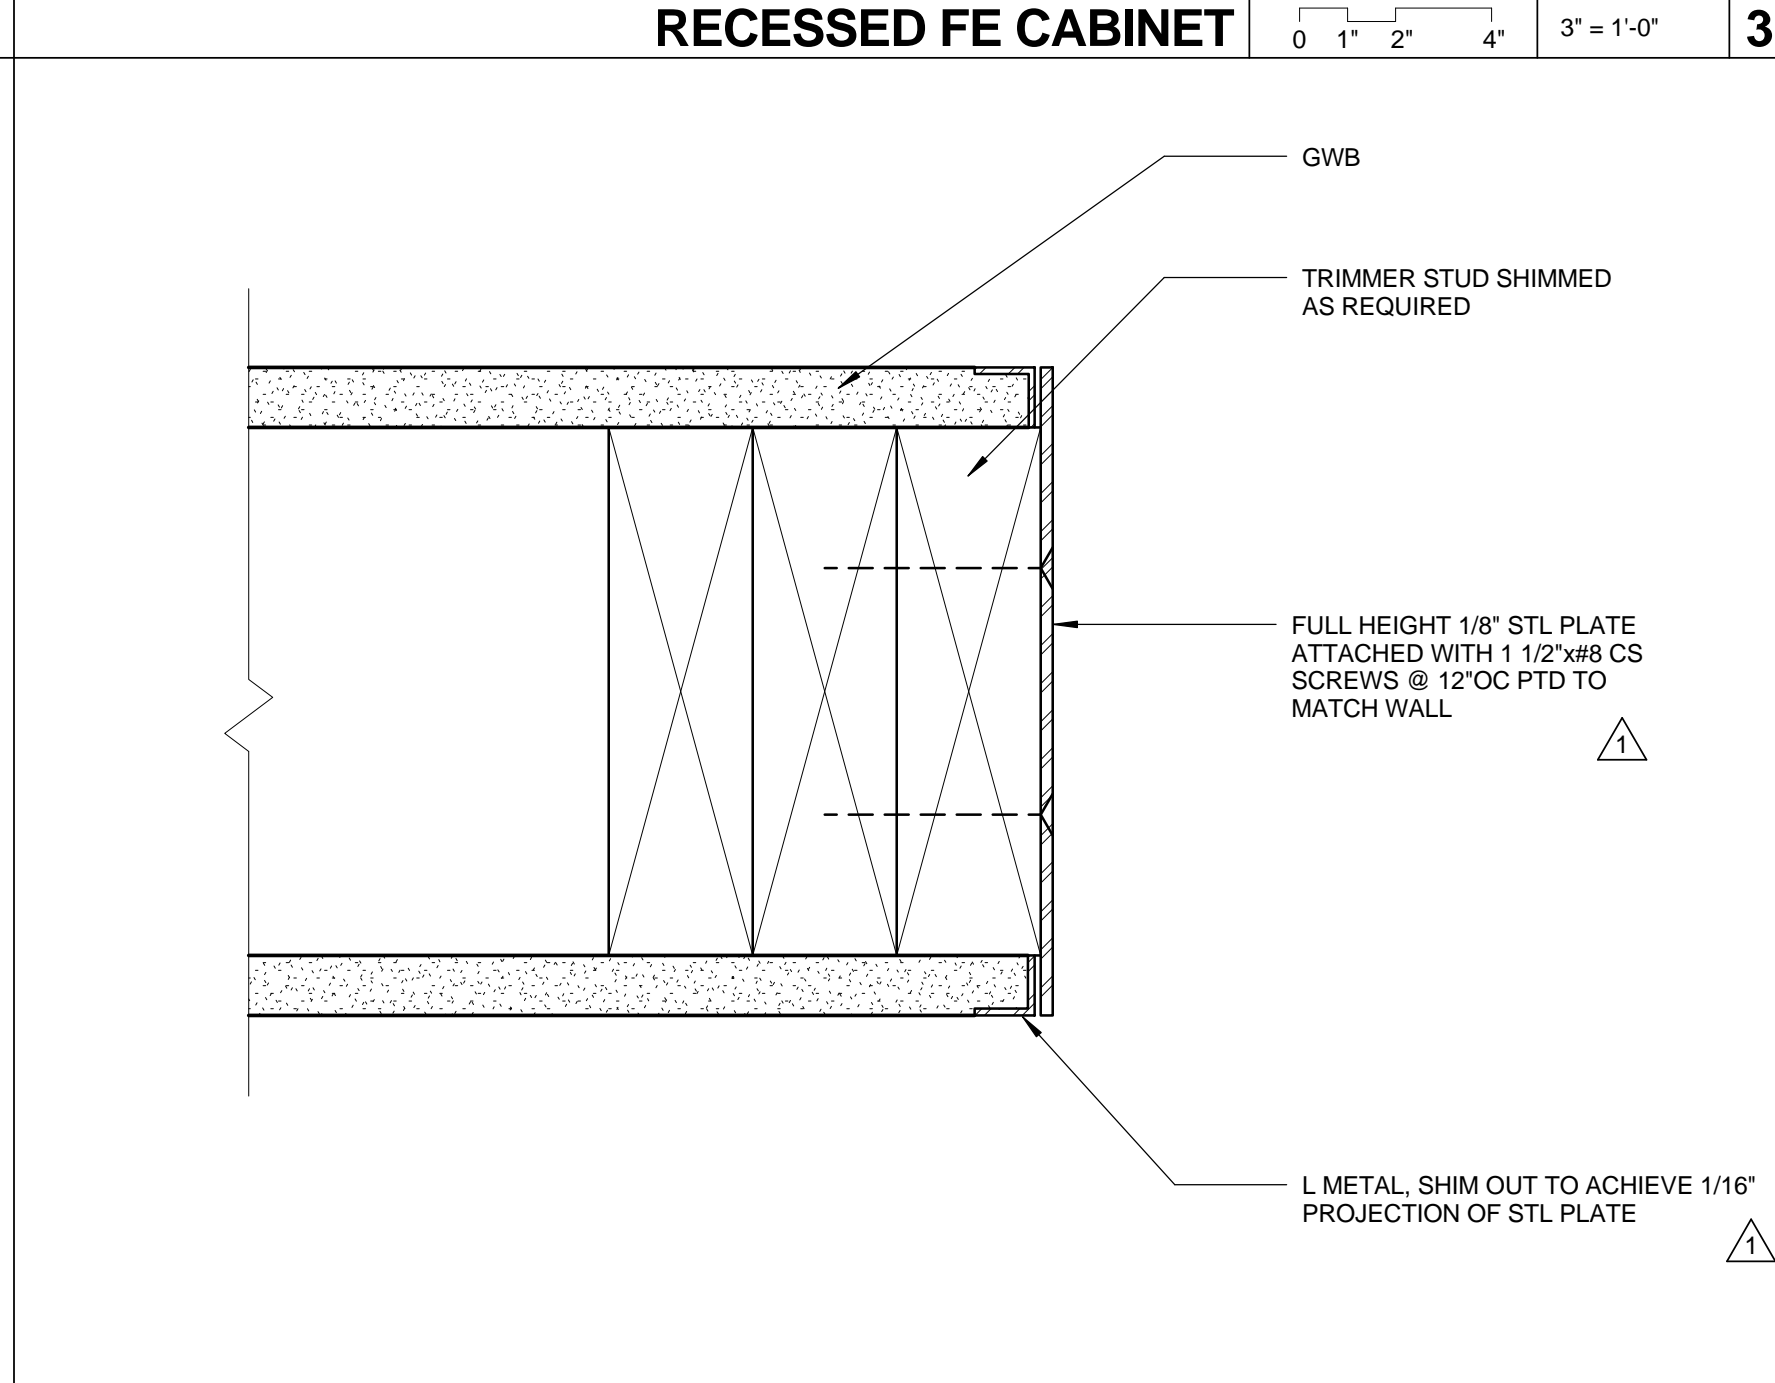 RECESSED FE CABINET
0 1" 2" 4"
3" = 1'-0"
3
GWB
TRIMMER STUD SHIMMED
AS REQUIRED
FULL HEIGHT 1/8" STL PLATE
ATTACHED WITH 1 1/2"x#8 CS
SCREWS @ 12"OC PTD TO
MATCH WALL
1
L METAL, SHIM OUT TO ACHIEVE 1/16"
PROJECTION OF STL PLATE
1